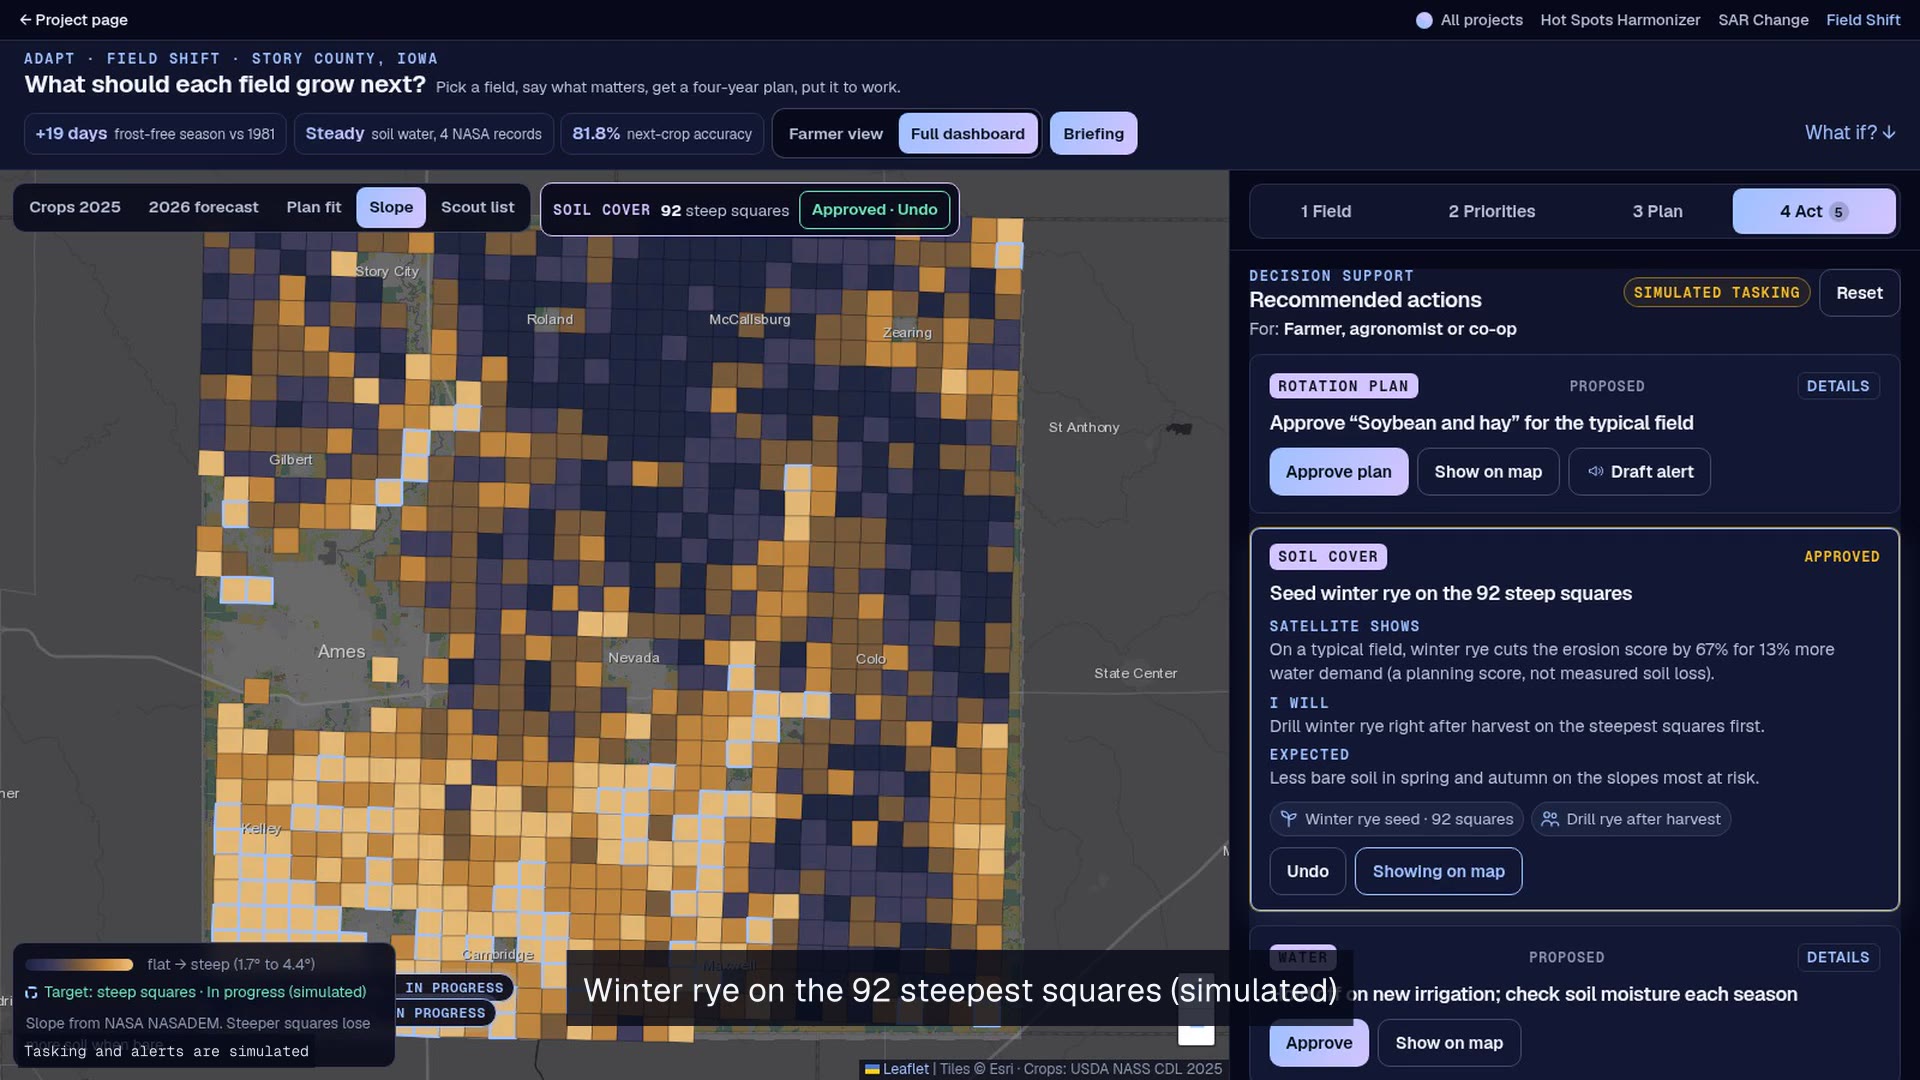 ← Project page
All projects Hot Spots Harmonizer SAR Change Field Shift
ADAPT · FIELD SHIFT · STORY COUNTY, IOWA
What should each field grow next? Pick a field, say what matters, get a four-year plan, put it to work.
+19 days frost-free season vs 1981
Steady soil water, 4 NASA records
81.8% next-crop accuracy
Farmer view Full dashboard Briefing
What if? ↓
Crops 2025 2026 forecast Plan fit Slope Scout list
SOIL COVER 92 steep squares Approved · Undo
1 Field 2 Priorities 3 Plan 4 Act 5
Story City
Roland
McCallsburg
Zearing
St Anthony
Gilbert
Ames
Nevada
Colo
State Center
Kelley
Cambridge
Maxwell
DECISION SUPPORT
Recommended actions
SIMULATED TASKING Reset
For: Farmer, agronomist or co-op
ROTATION PLAN PROPOSED DETAILS
Approve “Soybean and hay” for the typical field
Approve plan Show on map Draft alert
SOIL COVER APPROVED
Seed winter rye on the 92 steep squares
SATELLITE SHOWS
On a typical field, winter rye cuts the erosion score by 67% for 13% more
water demand (a planning score, not measured soil loss).
I WILL
Drill winter rye right after harvest on the steepest squares first.
EXPECTED
Less bare soil in spring and autumn on the slopes most at risk.
Winter rye seed · 92 squares Drill rye after harvest
Undo Showing on map
WATER PROPOSED DETAILS
on new irrigation; check soil moisture each season
Approve Show on map
flat → steep (1.7° to 4.4°)
Target: steep squares · In progress (simulated)
Slope from NASA NASADEM. Steeper squares lose
more soil when bare.
Tasking and alerts are simulated
IN PROGRESS
N PROGRESS
Winter rye on the 92 steepest squares (simulated)
Leaflet | Tiles © Esri · Crops: USDA NASS CDL 2025